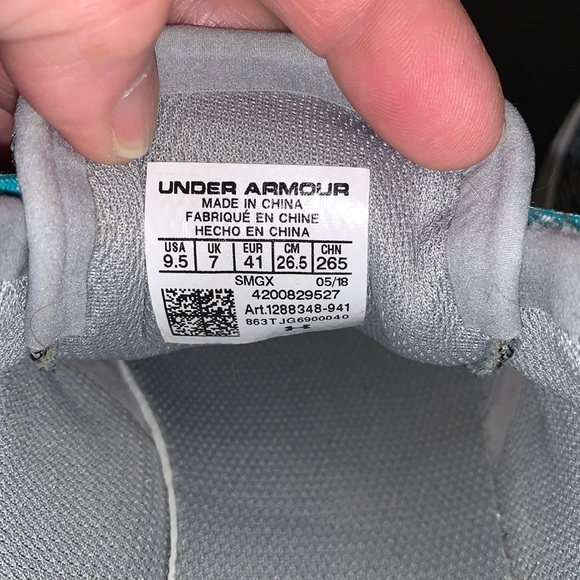 UNDER ARMOUR
MADE IN CHINA
FABRIQUÉ EN CHINE
HECHO EN CHINA
USA UK EUR CM CHN
9.5 7 41 26.5 265
SMGX 05/18
4200829527
Art.1288348-941
863TJG6900040